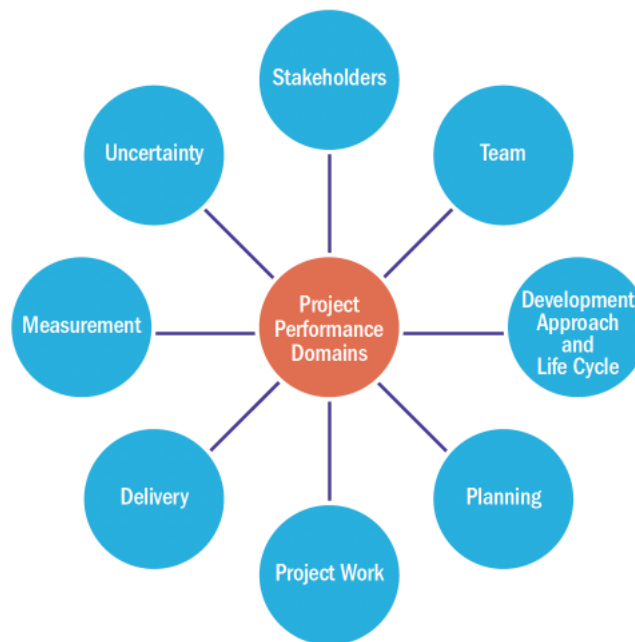 Stakeholders
Uncertainty
Team
Project
Performance
Domains
Measurement
Development
Approach
and
Life Cycle
Delivery
Planning
Project Work